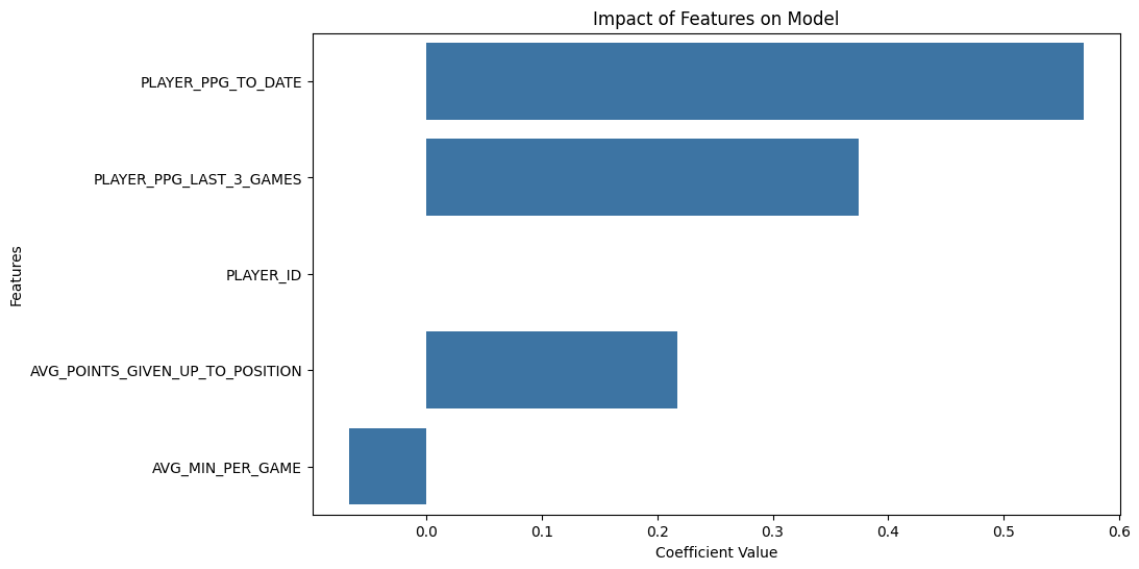 Impact of Features on Model
PLAYER_PPG_TO_DATE
PLAYER_PPG_LAST_3_GAMES
PLAYER_ID
AVG_POINTS_GIVEN_UP_TO_POSITION
AVG_MIN_PER_GAME
Features
0.0 0.1 0.2 0.3 0.4 0.5 0.6
Coefficient Value